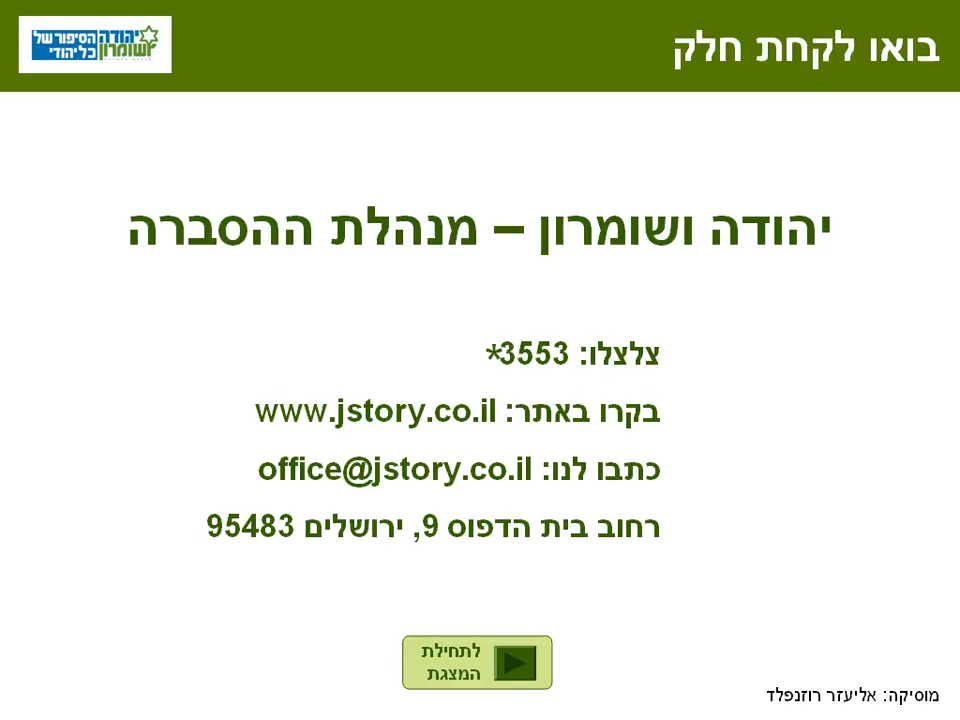 בואו לקחת חלק
יהודה ושומרון הסיפור של כל יהודי
יהודה ושומרון – מנהלת ההסברה
צלצלו: 3553*
בקרו באתר: www.jstory.co.il
כתבו לנו: office@jstory.co.il
רחוב בית הדפוס 9, ירושלים 95483
לתחילת
המצגת
מוסיקה: אליעזר רוזנפלד